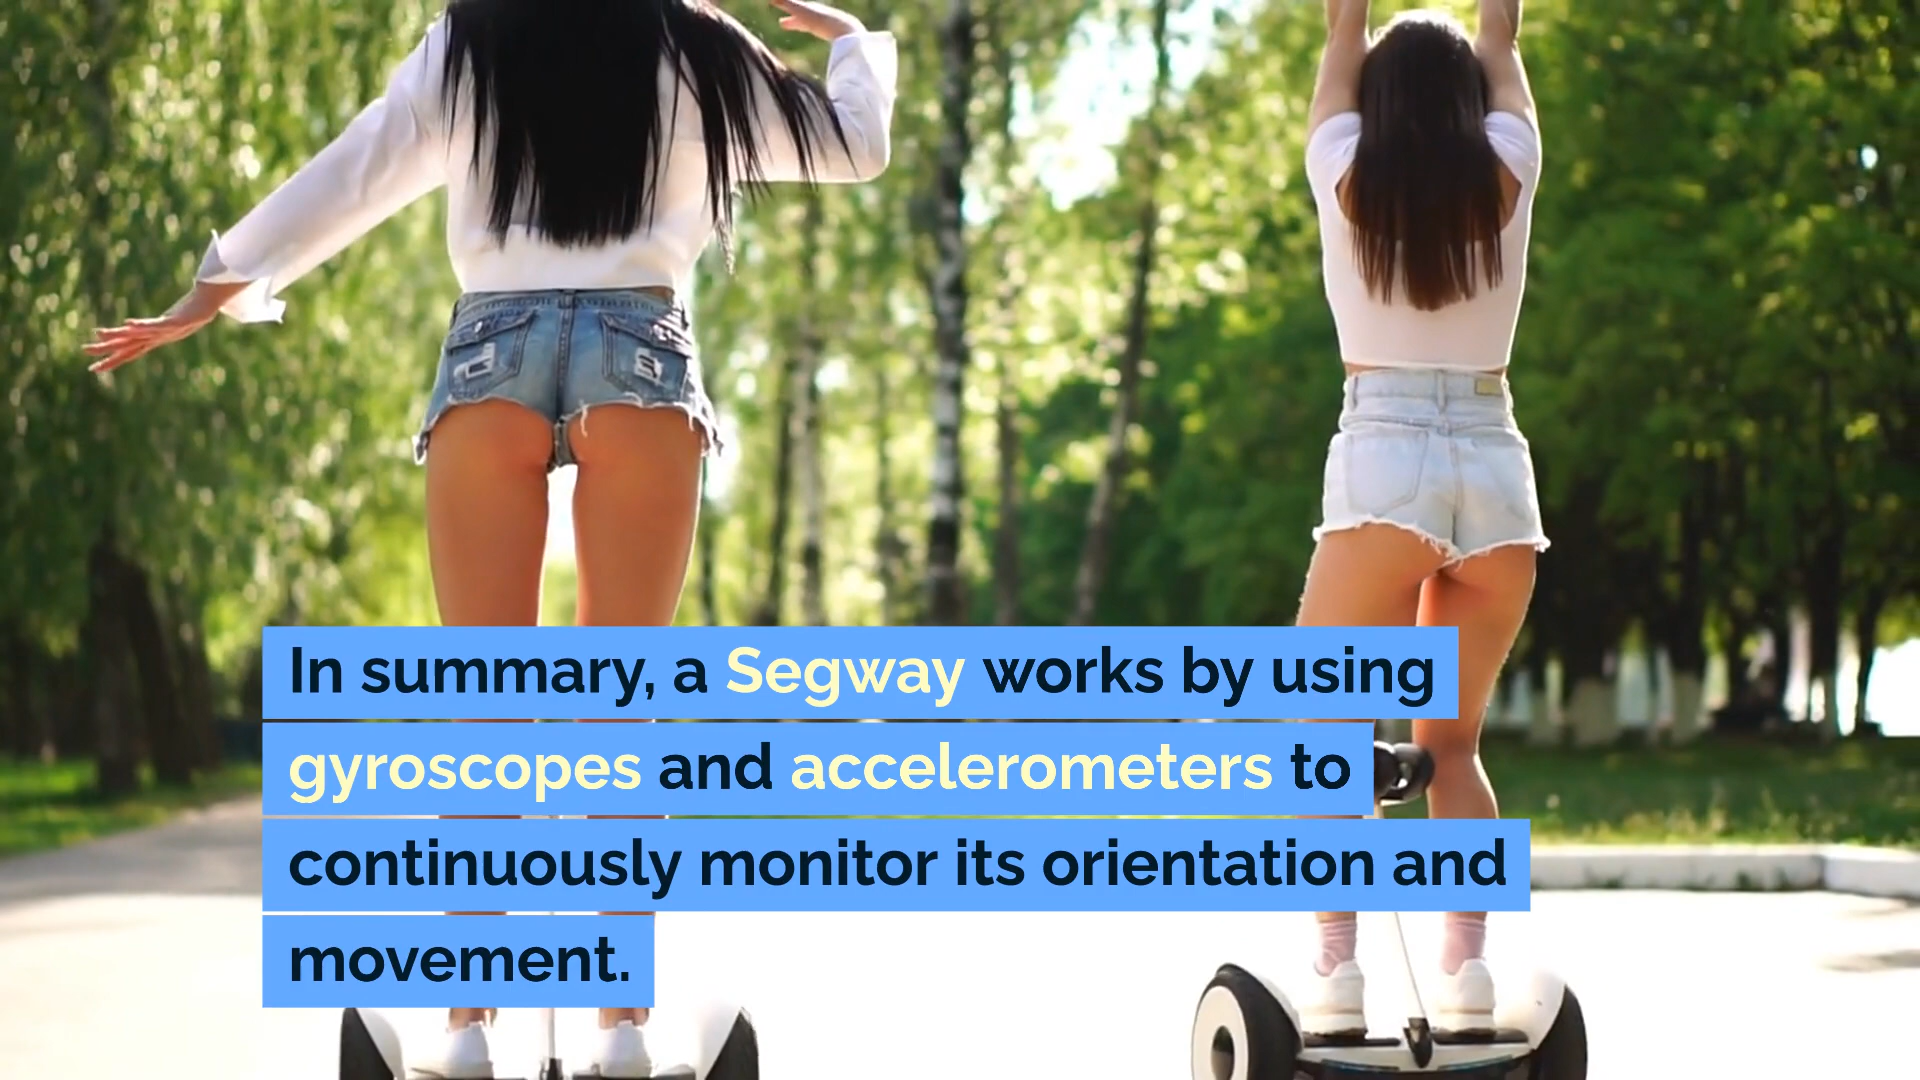 In summary, a Segway works by using
gyroscopes and accelerometers to
continuously monitor its orientation and
movement.